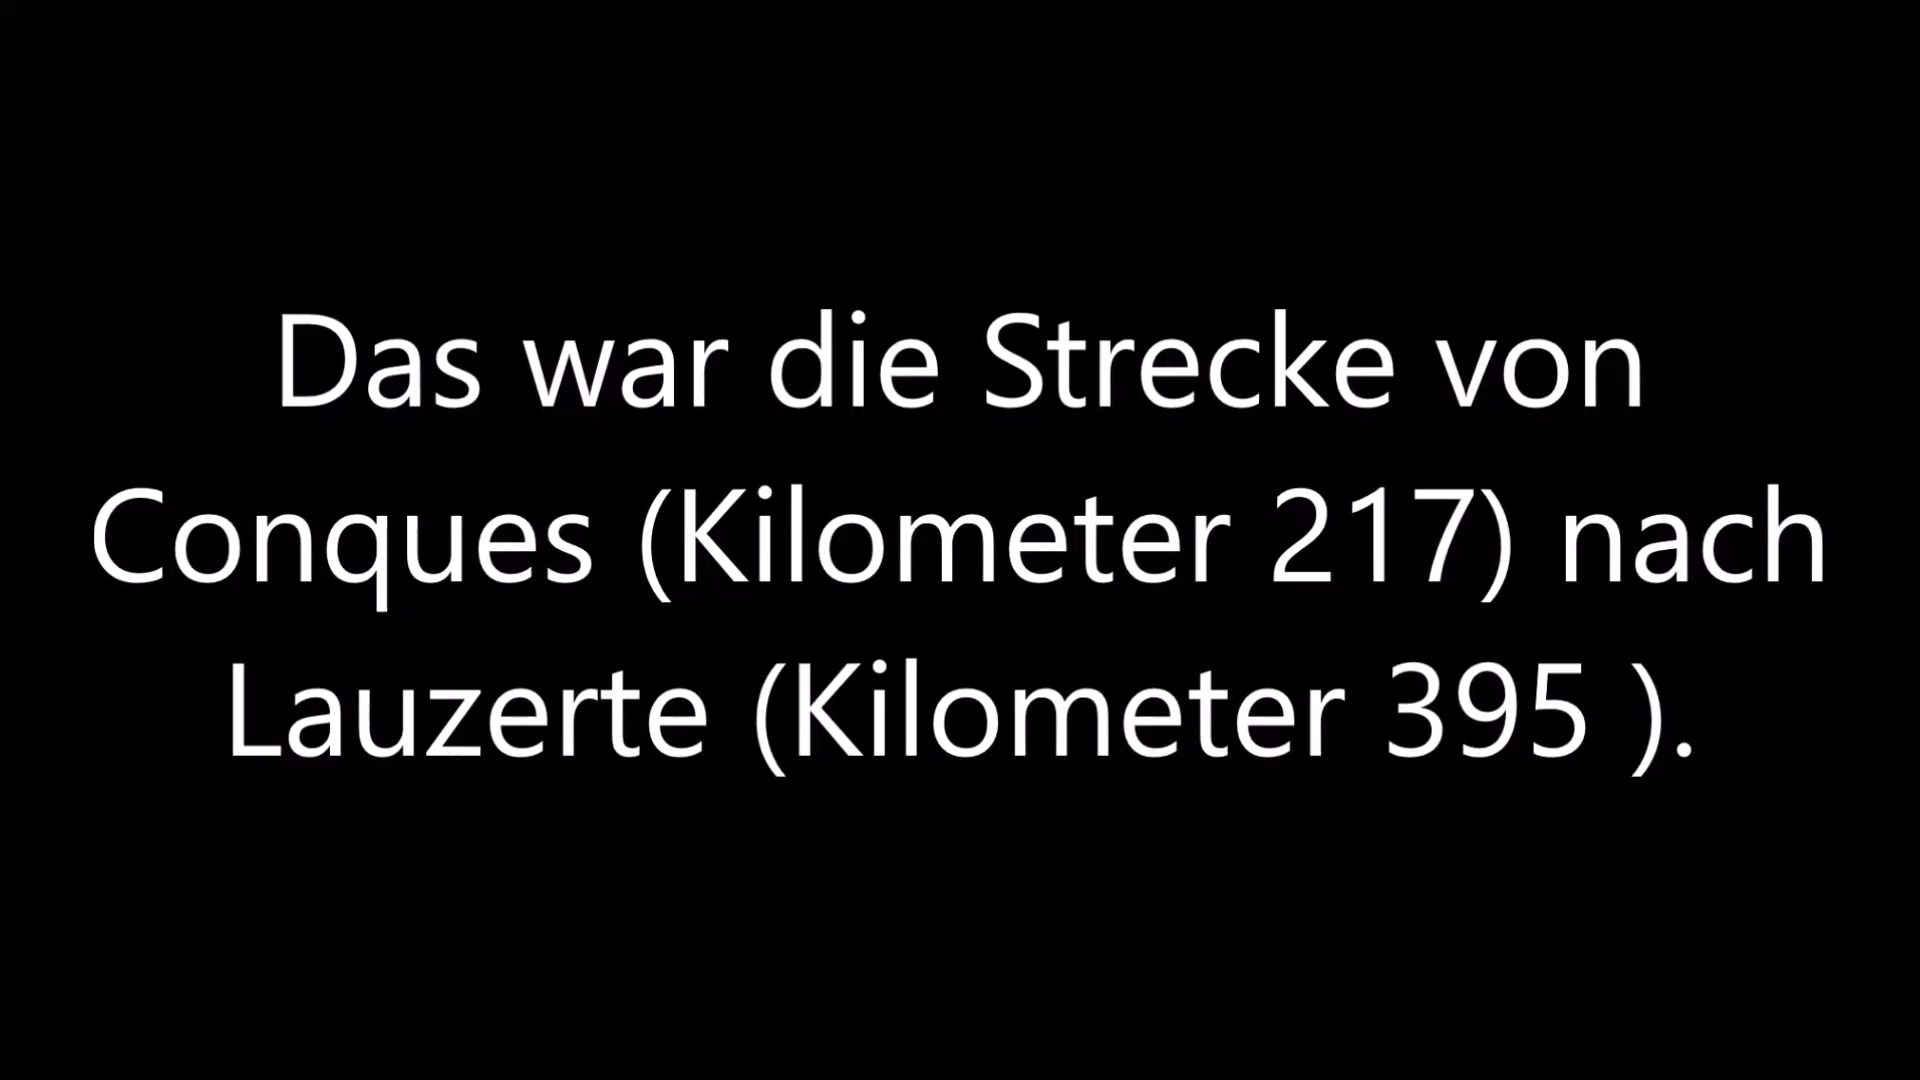 Das war die Strecke von
Conques (Kilometer 217) nach
Lauzerte (Kilometer 395 ).